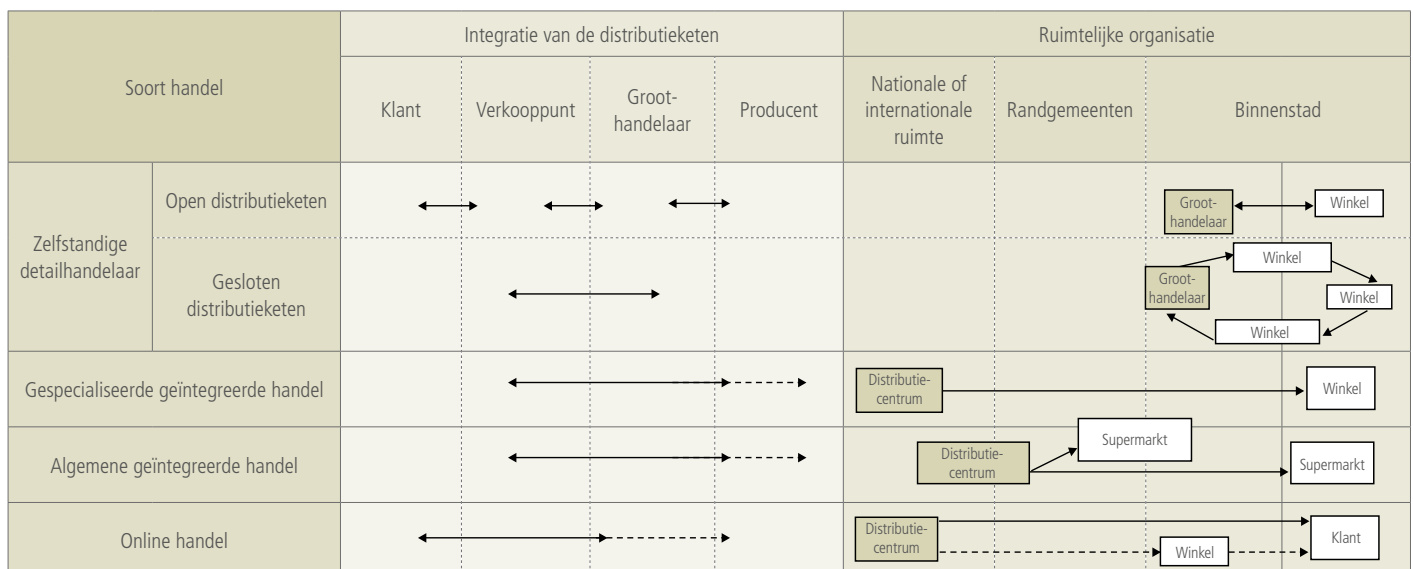 Soort handel
Integratie van de distributieketen
Ruimtelijke organisatie
Klant
Verkooppunt
Groot-
handelaar
Producent
Nationale of
internationale
ruimte
Randgemeenten
Binnenstad
Zelfstandige
detailhandelaar
Open distributieketen
Groot-
handelaar
Winkel
Gesloten
distributieketen
Groot-
handelaar
Winkel
Winkel
Winkel
Gespecialiseerde geïntegreerde handel
Distributie-
centrum
Winkel
Algemene geïntegreerde handel
Distributie-
centrum
Supermarkt
Supermarkt
Online handel
Distributie-
centrum
Winkel
Klant